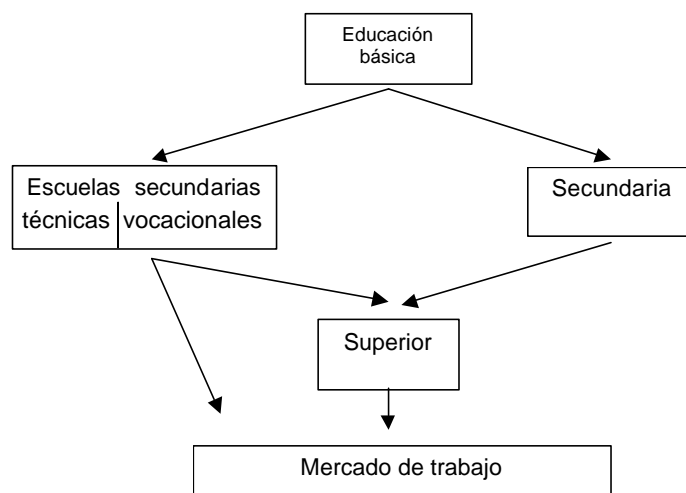 Educación
básica
Escuelas secundarias
técnicas vocacionales
Secundaria
Superior
Mercado de trabajo